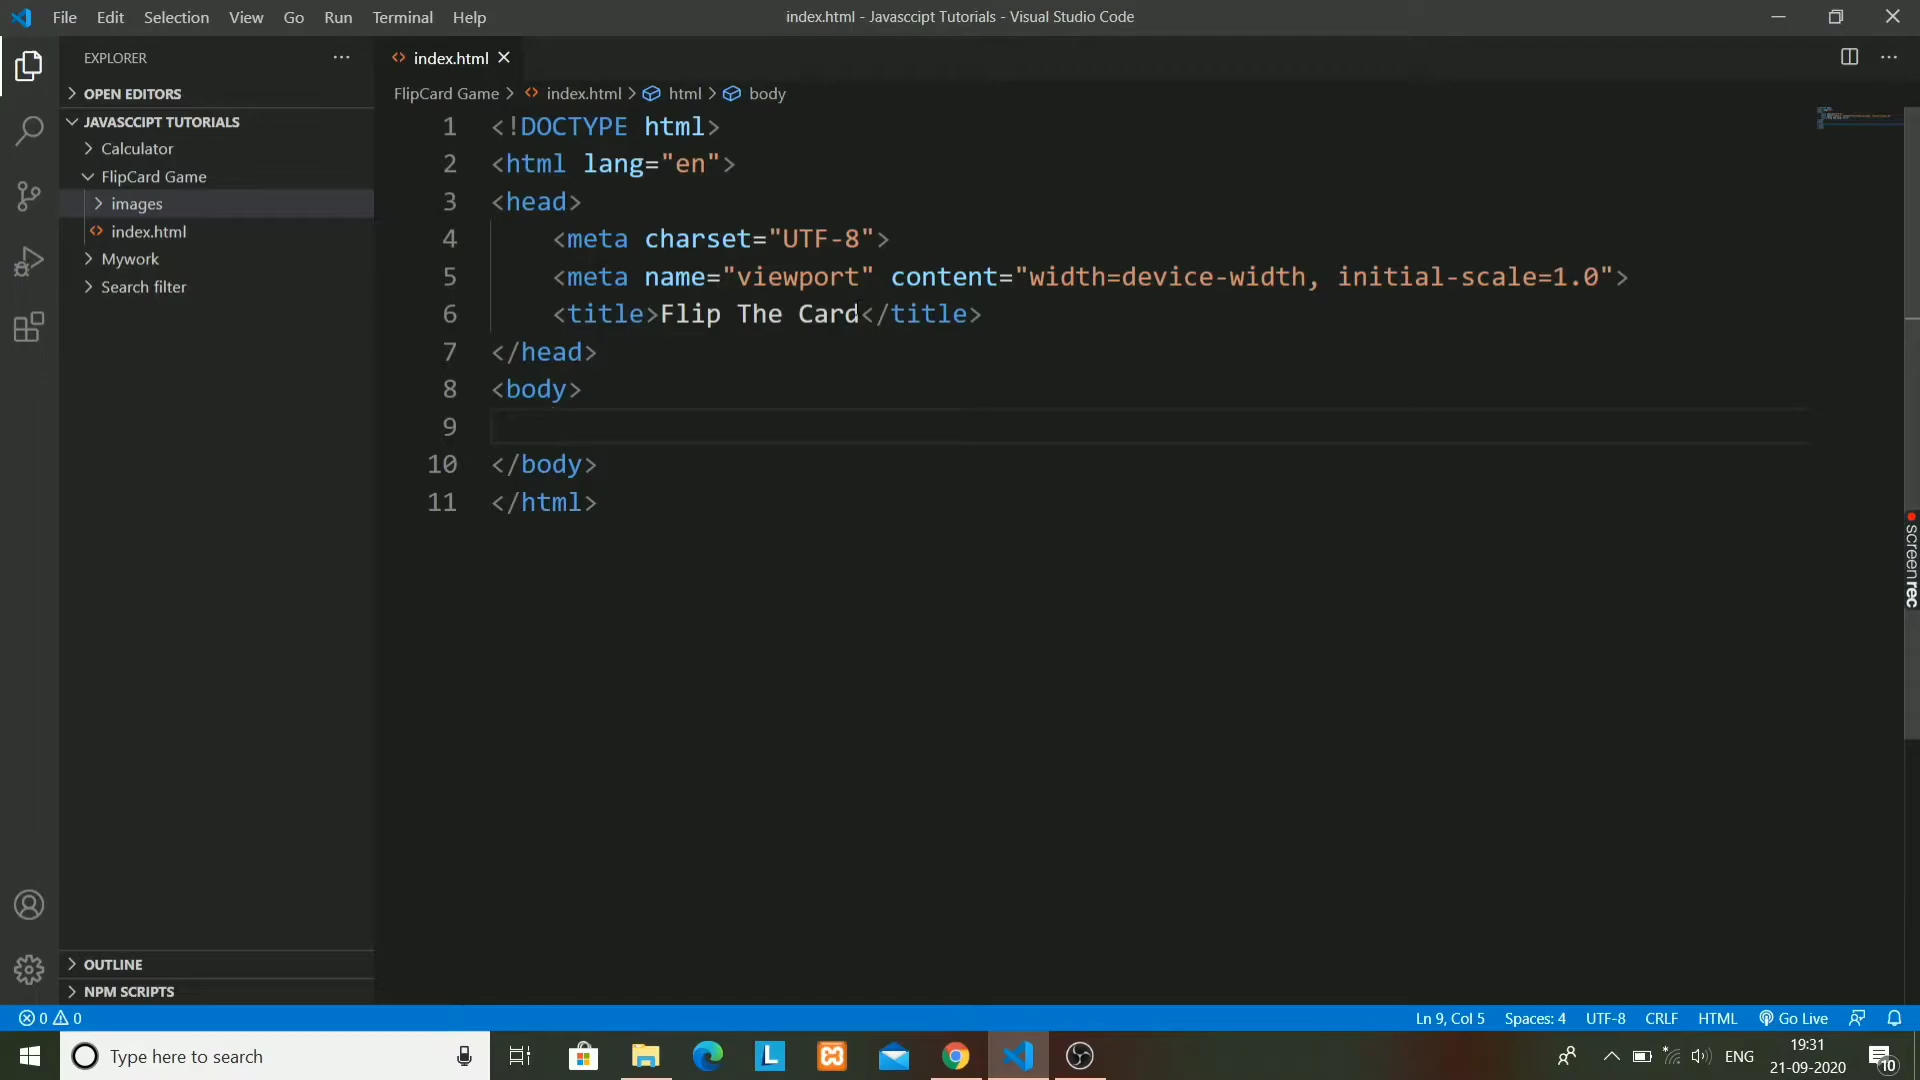 File Edit Selection View Go Run Terminal Help
index.html - Javasccipt Tutorials - Visual Studio Code
EXPLORER
OPEN EDITORS
JAVASCCIPT TUTORIALS
Calculator
FlipCard Game
images
index.html
Mywork
Search filter
OUTLINE
NPM SCRIPTS
index.html
FlipCard Game > index.html > html > body
1 <!DOCTYPE html>
2 <html lang="en">
3 <head>
4 <meta charset="UTF-8">
5 <meta name="viewport" content="width=device-width, initial-scale=1.0">
6 <title>Flip The Card</title>
7 </head>
8 <body>
9
10 </body>
11 </html>
screenrec
0 0
Ln 9, Col 5 Spaces: 4 UTF-8 CRLF HTML Go Live
Type here to search
L
ENG
19:31
21-09-2020
10